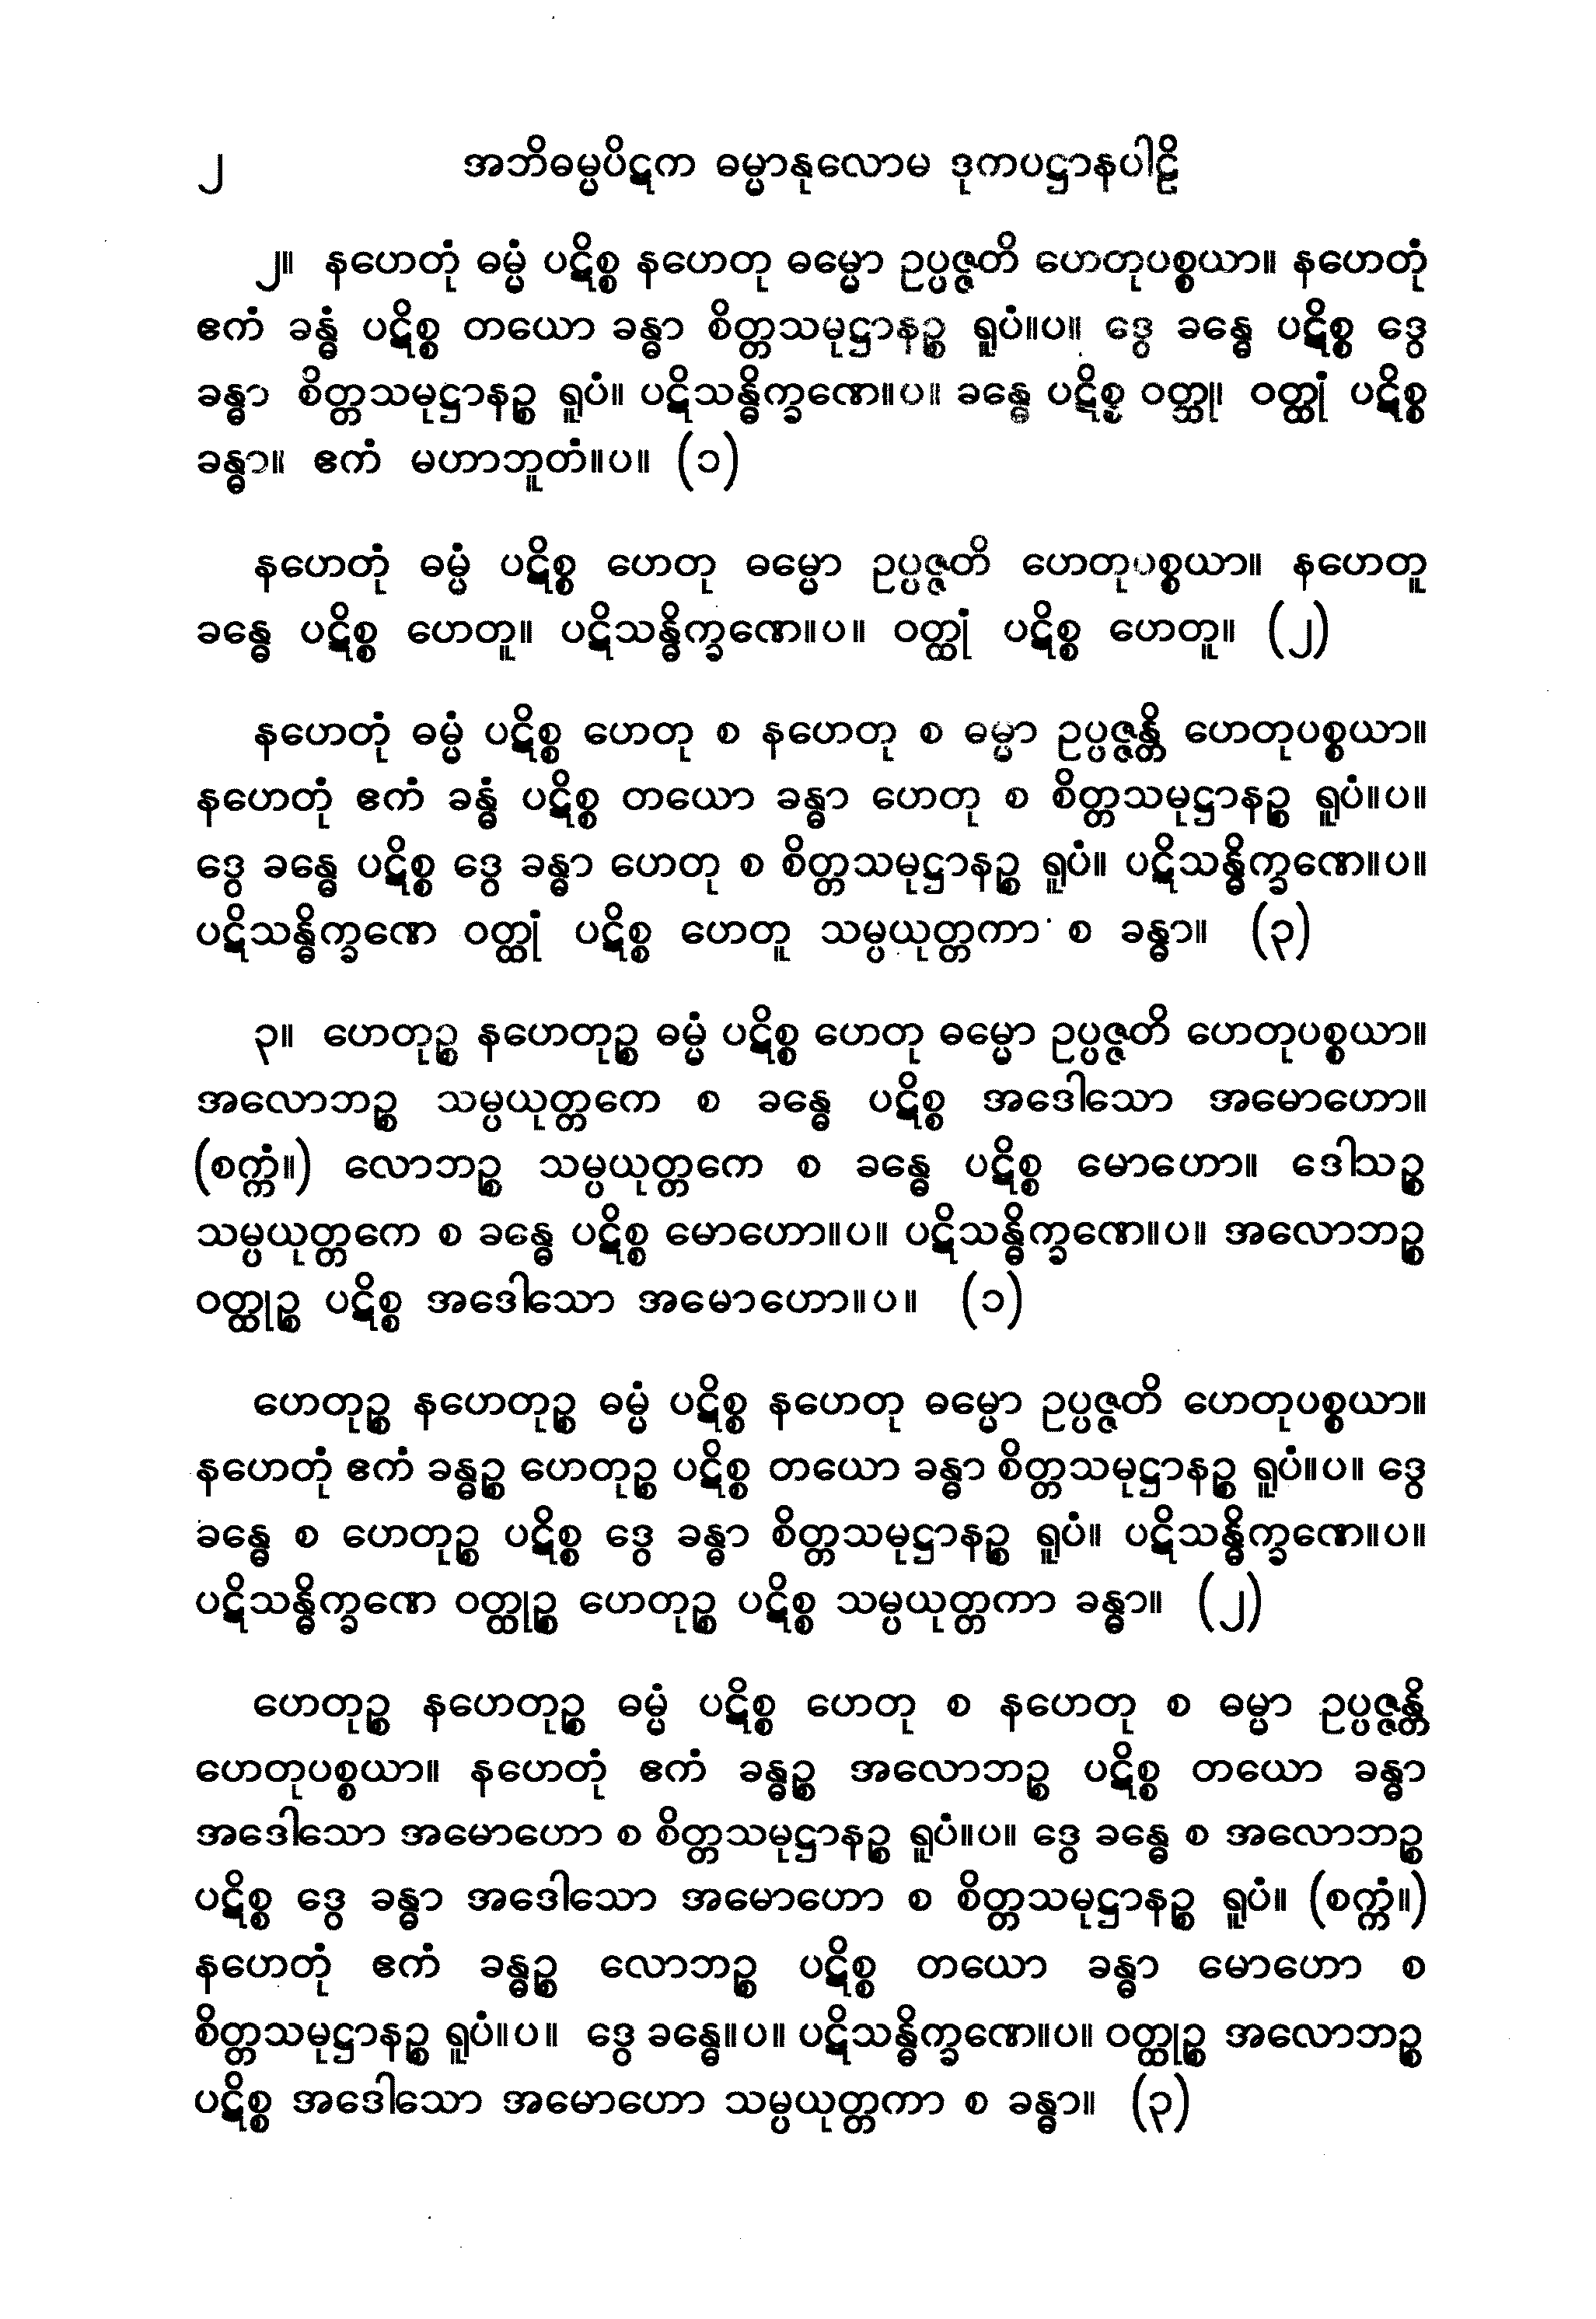 ၂ အဘိဓမ္မပိဋက ဓမ္မာနုလောမ ဒုကပဋ္ဌာနပါဠိ
၂။ နဟေတုံ ဓမ္မံ ပဋိစ္စ နဟေတု ဓမ္မော ဥပ္ပဇ္ဇတိ ဟေတုပစ္စယာ။ နဟေတုံ
ဧကံ ခန္ဓံ ပဋိစ္စ တယော ခန္ဓာ စိတ္တသမုဋ္ဌာနဉ္စ ရူပံ။ပ။ ဒွေ ခန္ဓေ ပဋိစ္စ ဒွေ
ခန္ဓာ စိတ္တသမုဋ္ဌာနဉ္စ ရူပံ။ ပဋိသန္ဓိက္ခဏေ။ပ။ ခန္ဓေ ပဋိစ္စ ဝတ္ထု၊ ဝတ္ထုံ ပဋိစ္စ
ခန္ဓာ။ ဧကံ မဟာဘူတံ။ပ။ (၁)
နဟေတုံ ဓမ္မံ ပဋိစ္စ ဟေတု ဓမ္မော ဥပ္ပဇ္ဇတိ ဟေတုပစ္စယာ။ နဟေတူ
ခန္ဓေ ပဋိစ္စ ဟေတူ။ ပဋိသန္ဓိက္ခဏေ။ပ။ ဝတ္ထုံ ပဋိစ္စ ဟေတူ။ (၂)
နဟေတုံ ဓမ္မံ ပဋိစ္စ ဟေတု စ နဟေတု စ ဓမ္မာ ဥပ္ပဇ္ဇန္တိ ဟေတုပစ္စယာ။
နဟေတုံ ဧကံ ခန္ဓံ ပဋိစ္စ တယော ခန္ဓာ ဟေတု စ စိတ္တသမုဋ္ဌာနဉ္စ ရူပံ။ပ။
ဒွေ ခန္ဓေ ပဋိစ္စ ဒွေ ခန္ဓာ ဟေတု စ စိတ္တသမုဋ္ဌာနဉ္စ ရူပံ။ ပဋိသန္ဓိက္ခဏေ။ပ။
ပဋိသန္ဓိက္ခဏေ ဝတ္ထုံ ပဋိစ္စ ဟေတူ သမ္ပယုတ္တကာ စ ခန္ဓာ။ (၃)
၃။ ဟေတုဉ္စ နဟေတုဉ္စ ဓမ္မံ ပဋိစ္စ ဟေတု ဓမ္မော ဥပ္ပဇ္ဇတိ ဟေတုပစ္စယာ။
အလောဘဉ္စ သမ္ပယုတ္တကေ စ ခန္ဓေ ပဋိစ္စ အဒေါသော အမောဟော။
(စက္ကံ။) လောဘဉ္စ သမ္ပယုတ္တကေ စ ခန္ဓေ ပဋိစ္စ မောဟော။ ဒေါသဉ္စ
သမ္ပယုတ္တကေ စ ခန္ဓေ ပဋိစ္စ မောဟော။ပ။ ပဋိသန္ဓိက္ခဏေ။ပ။ အလောဘဉ္စ
ဝတ္ထုဉ္စ ပဋိစ္စ အဒေါသော အမောဟော။ပ။ (၁)
ဟေတုဉ္စ နဟေတုဉ္စ ဓမ္မံ ပဋိစ္စ နဟေတု ဓမ္မော ဥပ္ပဇ္ဇတိ ဟေတုပစ္စယာ။
နဟေတုံ ဧကံ ခန္ဓဉ္စ ဟေတုဉ္စ ပဋိစ္စ တယော ခန္ဓာ စိတ္တသမုဋ္ဌာနဉ္စ ရူပံ။ပ။ ဒွေ
ခန္ဓေ စ ဟေတုဉ္စ ပဋိစ္စ ဒွေ ခန္ဓာ စိတ္တသမုဋ္ဌာနဉ္စ ရူပံ။ ပဋိသန္ဓိက္ခဏေ။ပ။
ပဋိသန္ဓိက္ခဏေ ဝတ္ထုဉ္စ ဟေတုဉ္စ ပဋိစ္စ သမ္ပယုတ္တကာ ခန္ဓာ။ (၂)
ဟေတုဉ္စ နဟေတုဉ္စ ဓမ္မံ ပဋိစ္စ ဟေတု စ နဟေတု စ ဓမ္မာ ဥပ္ပဇ္ဇန္တိ
ဟေတုပစ္စယာ။ နဟေတုံ ဧကံ ခန္ဓဉ္စ အလောဘဉ္စ ပဋိစ္စ တယော ခန္ဓာ
အဒေါသော အမောဟော စ စိတ္တသမုဋ္ဌာနဉ္စ ရူပံ။ပ။ ဒွေ ခန္ဓေ စ အလောဘဉ္စ
ပဋိစ္စ ဒွေ ခန္ဓာ အဒေါသော အမောဟော စ စိတ္တသမုဋ္ဌာနဉ္စ ရူပံ။ (စက္ကံ။)
နဟေတုံ ဧကံ ခန္ဓဉ္စ လောဘဉ္စ ပဋိစ္စ တယော ခန္ဓာ မောဟော စ
စိတ္တသမုဋ္ဌာနဉ္စ ရူပံ။ပ။ ဒွေ ခန္ဓေ။ပ။ ပဋိသန္ဓိက္ခဏေ။ပ။ ဝတ္ထုဉ္စ အလောဘဉ္စ
ပဋိစ္စ အဒေါသော အမောဟော သမ္ပယုတ္တကာ စ ခန္ဓာ။ (၃)